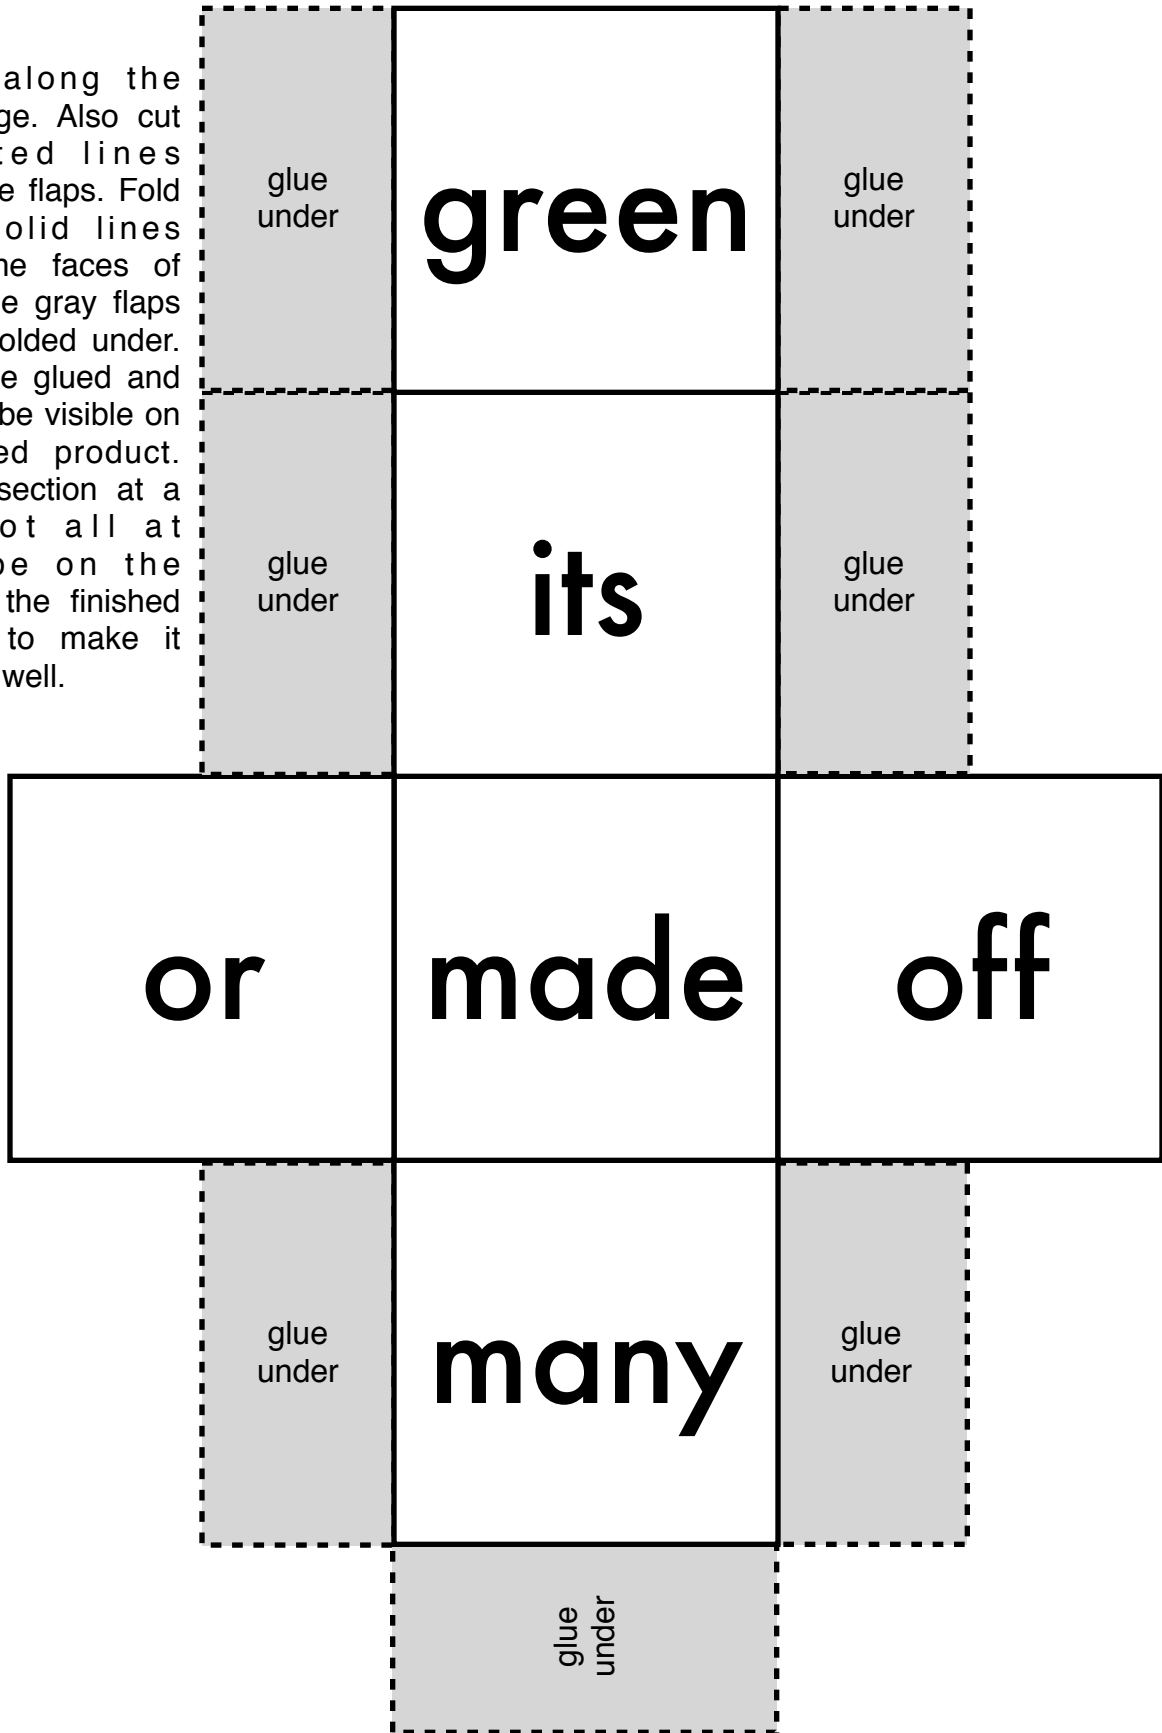 along the
ge. Also cut
ted lines
e flaps. Fold
olid lines
he faces of
e gray flaps
olded under.
e glued and
be visible on
ed product.
section at a
ot all at
pe on the
the finished
to make it
well.
glue
under
green
glue
under
glue
under
its
glue
under
or made off
glue
under
many
glue
under
glue
under